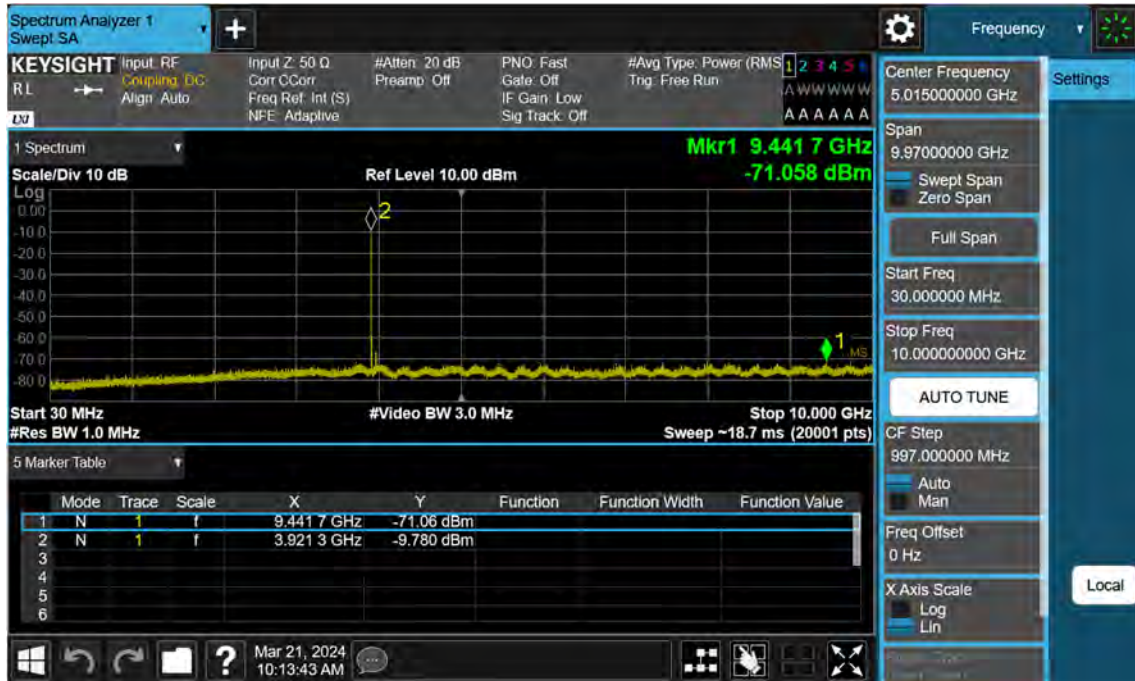 Spectrum Analyzer 1
Swept SA
Frequency
KEYSIGHT
RL
LXI
Input: RF
Coupling: DC
Align: Auto
Input Z: 50 Ω
Corr CCorr
Freq Ref: Int (S)
NFE: Adaptive
#Atten: 20 dB
Preamp: Off
PNO: Fast
Gate: Off
IF Gain: Low
Sig Track: Off
#Avg Type: Power (RMS
Trig: Free Run
1 2 3 4 5 6
A W W W W W
A A A A A A
1 Spectrum
Scale/Div 10 dB
Ref Level 10.00 dBm
Mkr1 9.441 7 GHz
-71.058 dBm
Log
0.00
-10.0
-20.0
-30.0
-40.0
-50.0
-60.0
-70.0
-80.0
2
1
Start 30 MHz
#Video BW 3.0 MHz
Stop 10.000 GHz
#Res BW 1.0 MHz
Sweep ~18.7 ms (20001 pts)
5 Marker Table
Mode Trace Scale X Y Function Function Width Function Value
1 N 1 f 9.441 7 GHz -71.06 dBm
2 N 1 f 3.921 3 GHz -9.780 dBm
3
4
5
6
Mar 21, 2024
10:13:43 AM
?
Center Frequency
5.015000000 GHz
Span
9.97000000 GHz
Swept Span
Zero Span
Full Span
Start Freq
30.000000 MHz
Stop Freq
10.000000000 GHz
AUTO TUNE
CF Step
997.000000 MHz
Auto
Man
Freq Offset
0 Hz
X Axis Scale
Log
Lin
Settings
Local